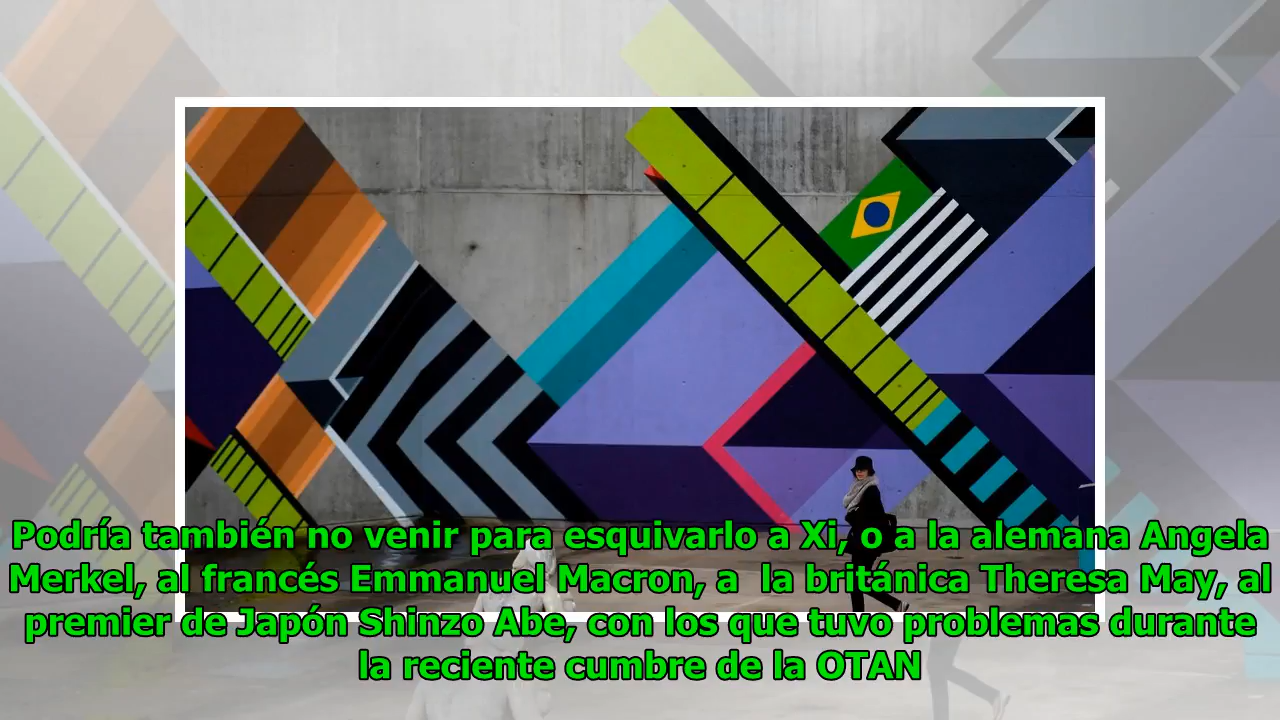 Podría también no venir para esquivarlo a Xi, o a la alemana Angela
Merkel, al francés Emmanuel Macron, a  la británica Theresa May, al
premier de Japón Shinzo Abe, con los que tuvo problemas durante
la reciente cumbre de la OTAN